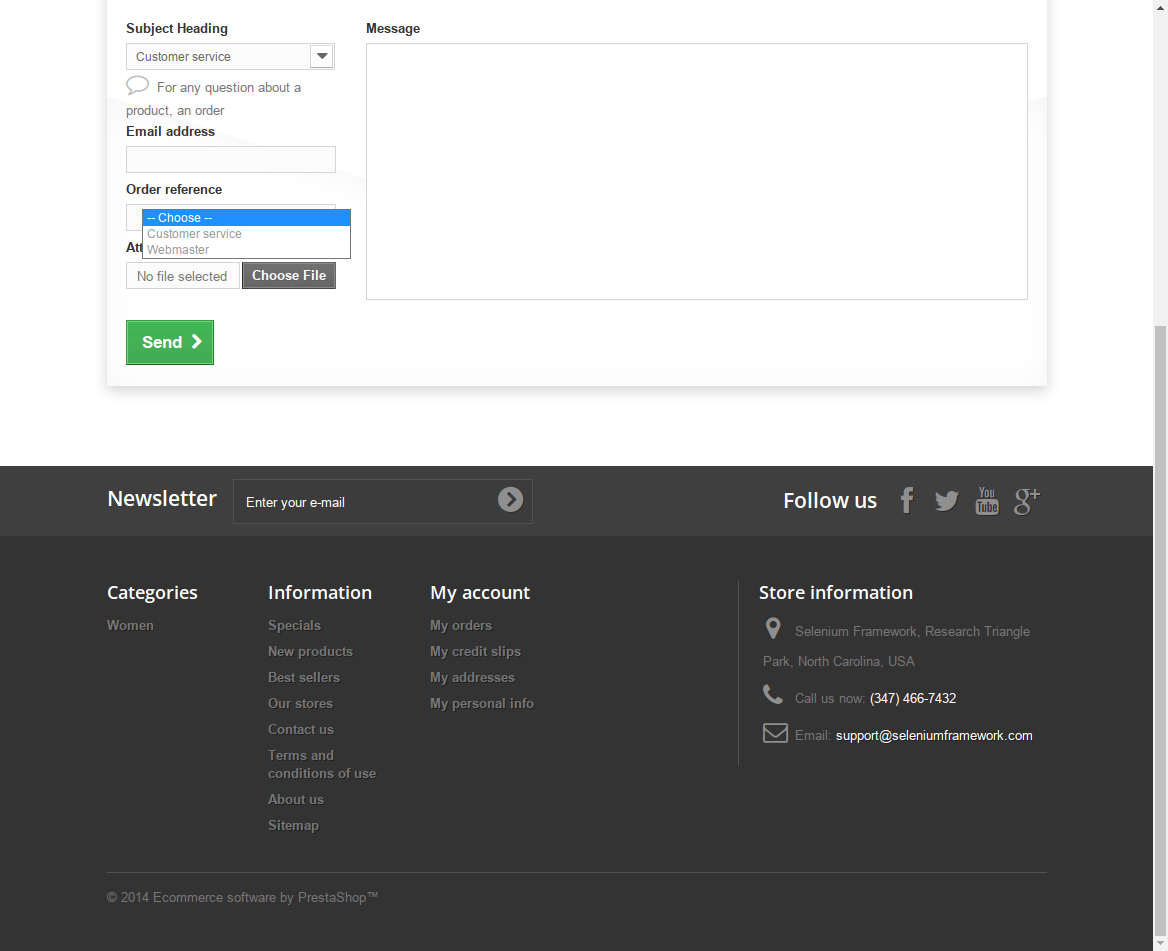 Subject Heading
Customer service
For any question about a
product, an order
Email address
Order reference
-- Choose --
Customer service
Webmaster
Att
No file selected
Choose File
Send
Message
Newsletter
Enter your e-mail
Follow us
You
Tube
g+
Categories
Women
Information
Specials
New products
Best sellers
Our stores
Contact us
Terms and
conditions of use
About us
Sitemap
My account
My orders
My credit slips
My addresses
My personal info
Store information
Selenium Framework, Research Triangle
Park, North Carolina, USA
Call us now: (347) 466-7432
Email: support@seleniumframework.com
© 2014 Ecommerce software by PrestaShop™